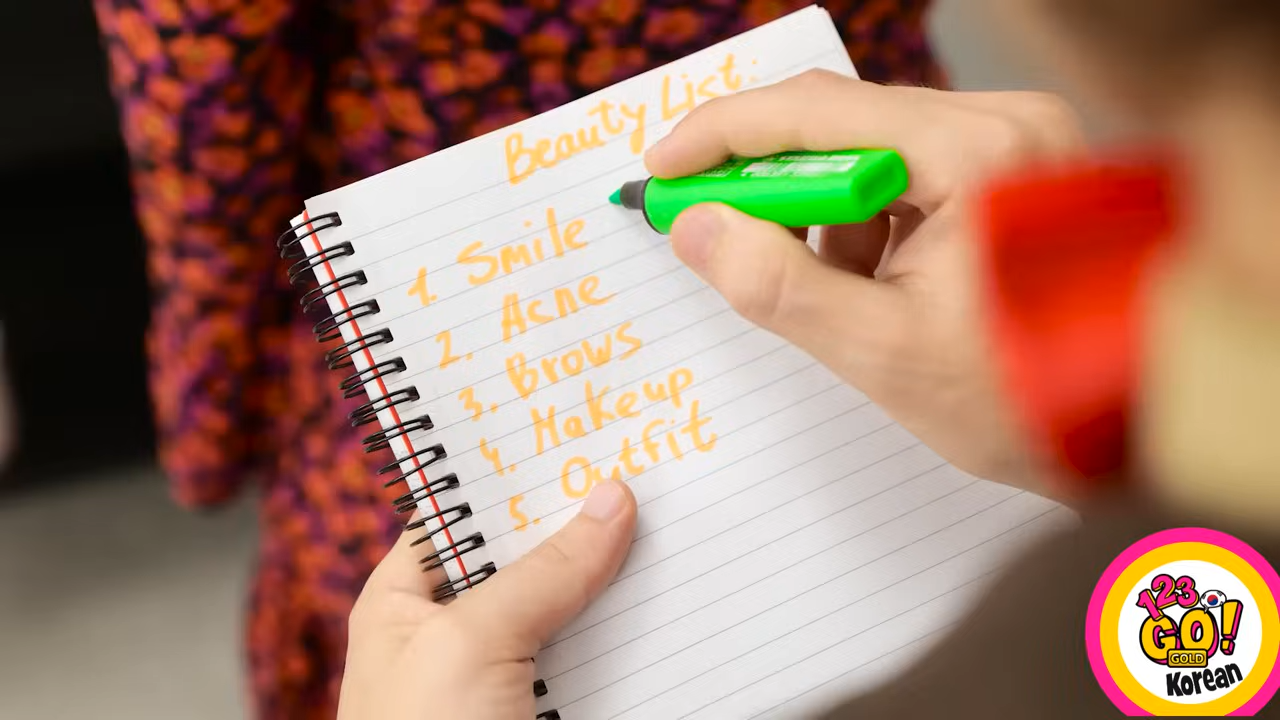 Beauty List:
1. Smile
2. Acne
3. Brows
4. Makeup
5. Outfit
123
GO!
GOLD
Korean